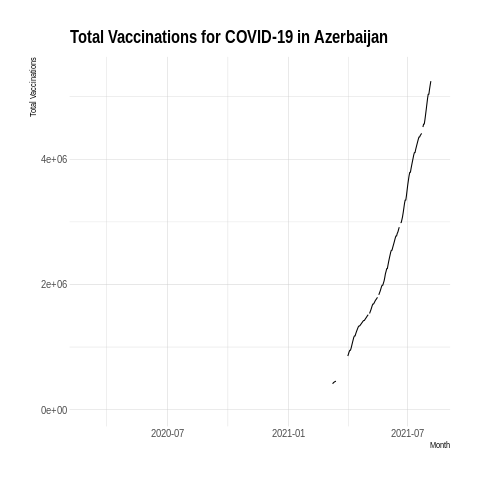 Total Vaccinations for COVID-19 in Azerbaijan
Total Vaccinations
4e+06
2e+06
0e+00
2020-07
2021-01
2021-07
Month